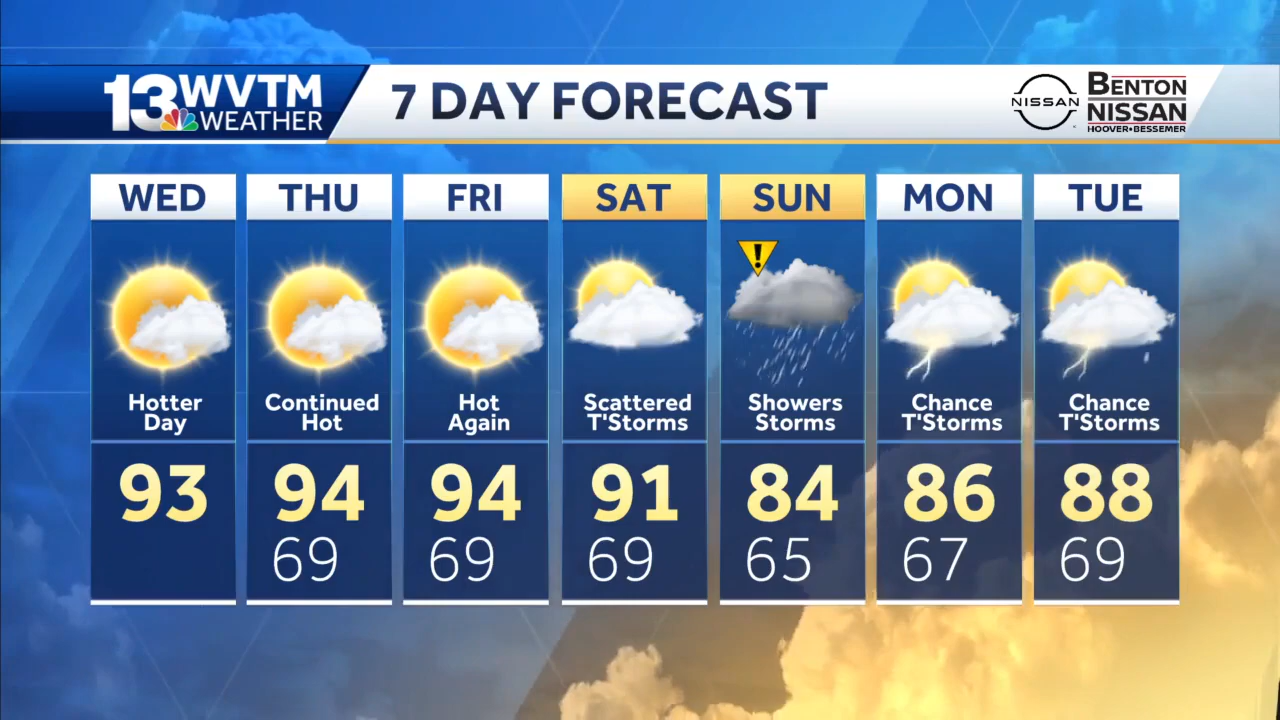 13 WVTM
WEATHER
7 DAY FORECAST
NISSAN
BENTON
NISSAN
HOOVER•BESSEMER
WED
THU
FRI
SAT
SUN
MON
TUE
!
Hotter
Day
Continued
Hot
Hot
Again
Scattered
T'Storms
Showers
Storms
Chance
T'Storms
Chance
T'Storms
93
94
94
91
84
86
88
69
69
69
65
67
69